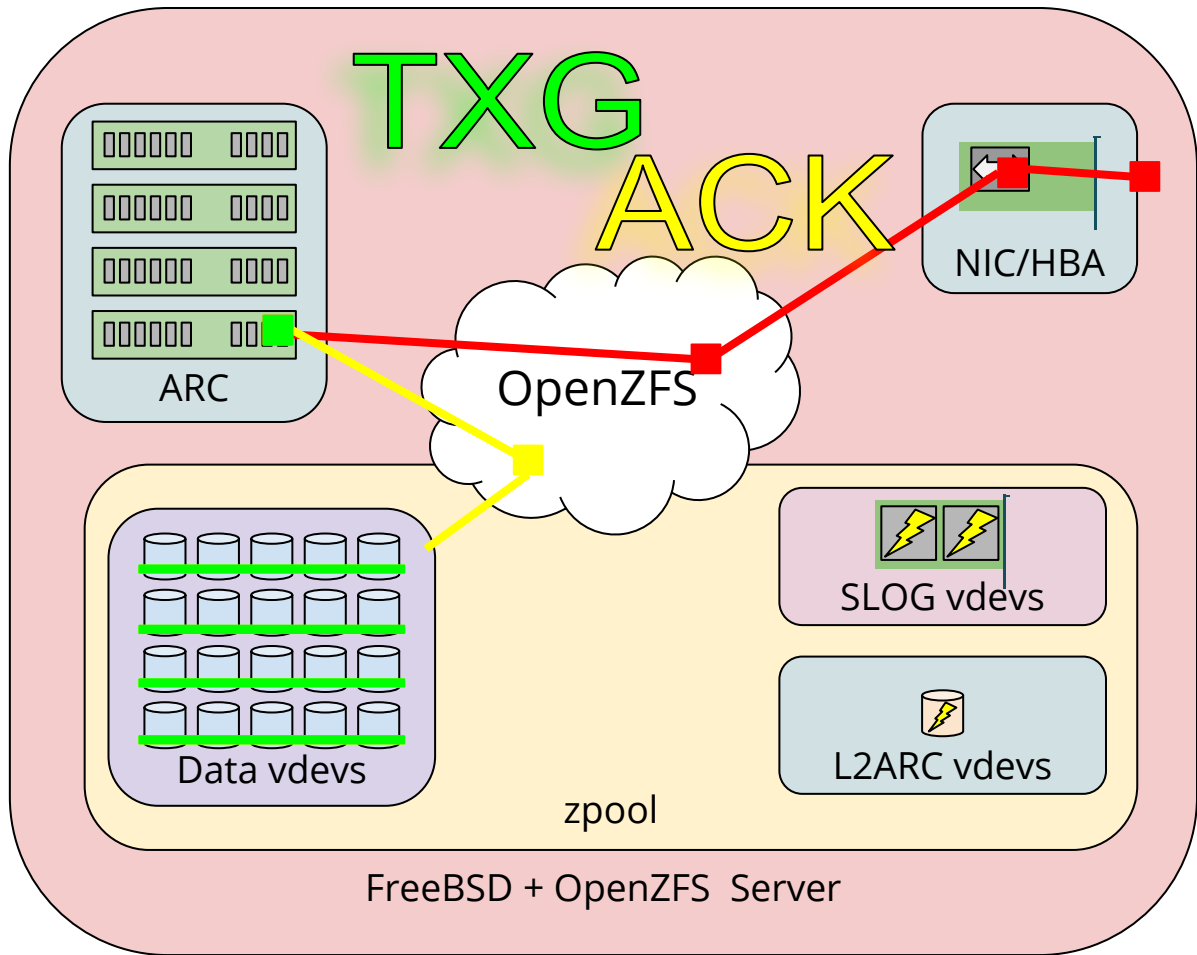 TXG
ACK
NIC/HBA
ARC
OpenZFS
SLOG vdevs
L2ARC vdevs
Data vdevs
zpool
FreeBSD + OpenZFS  Server